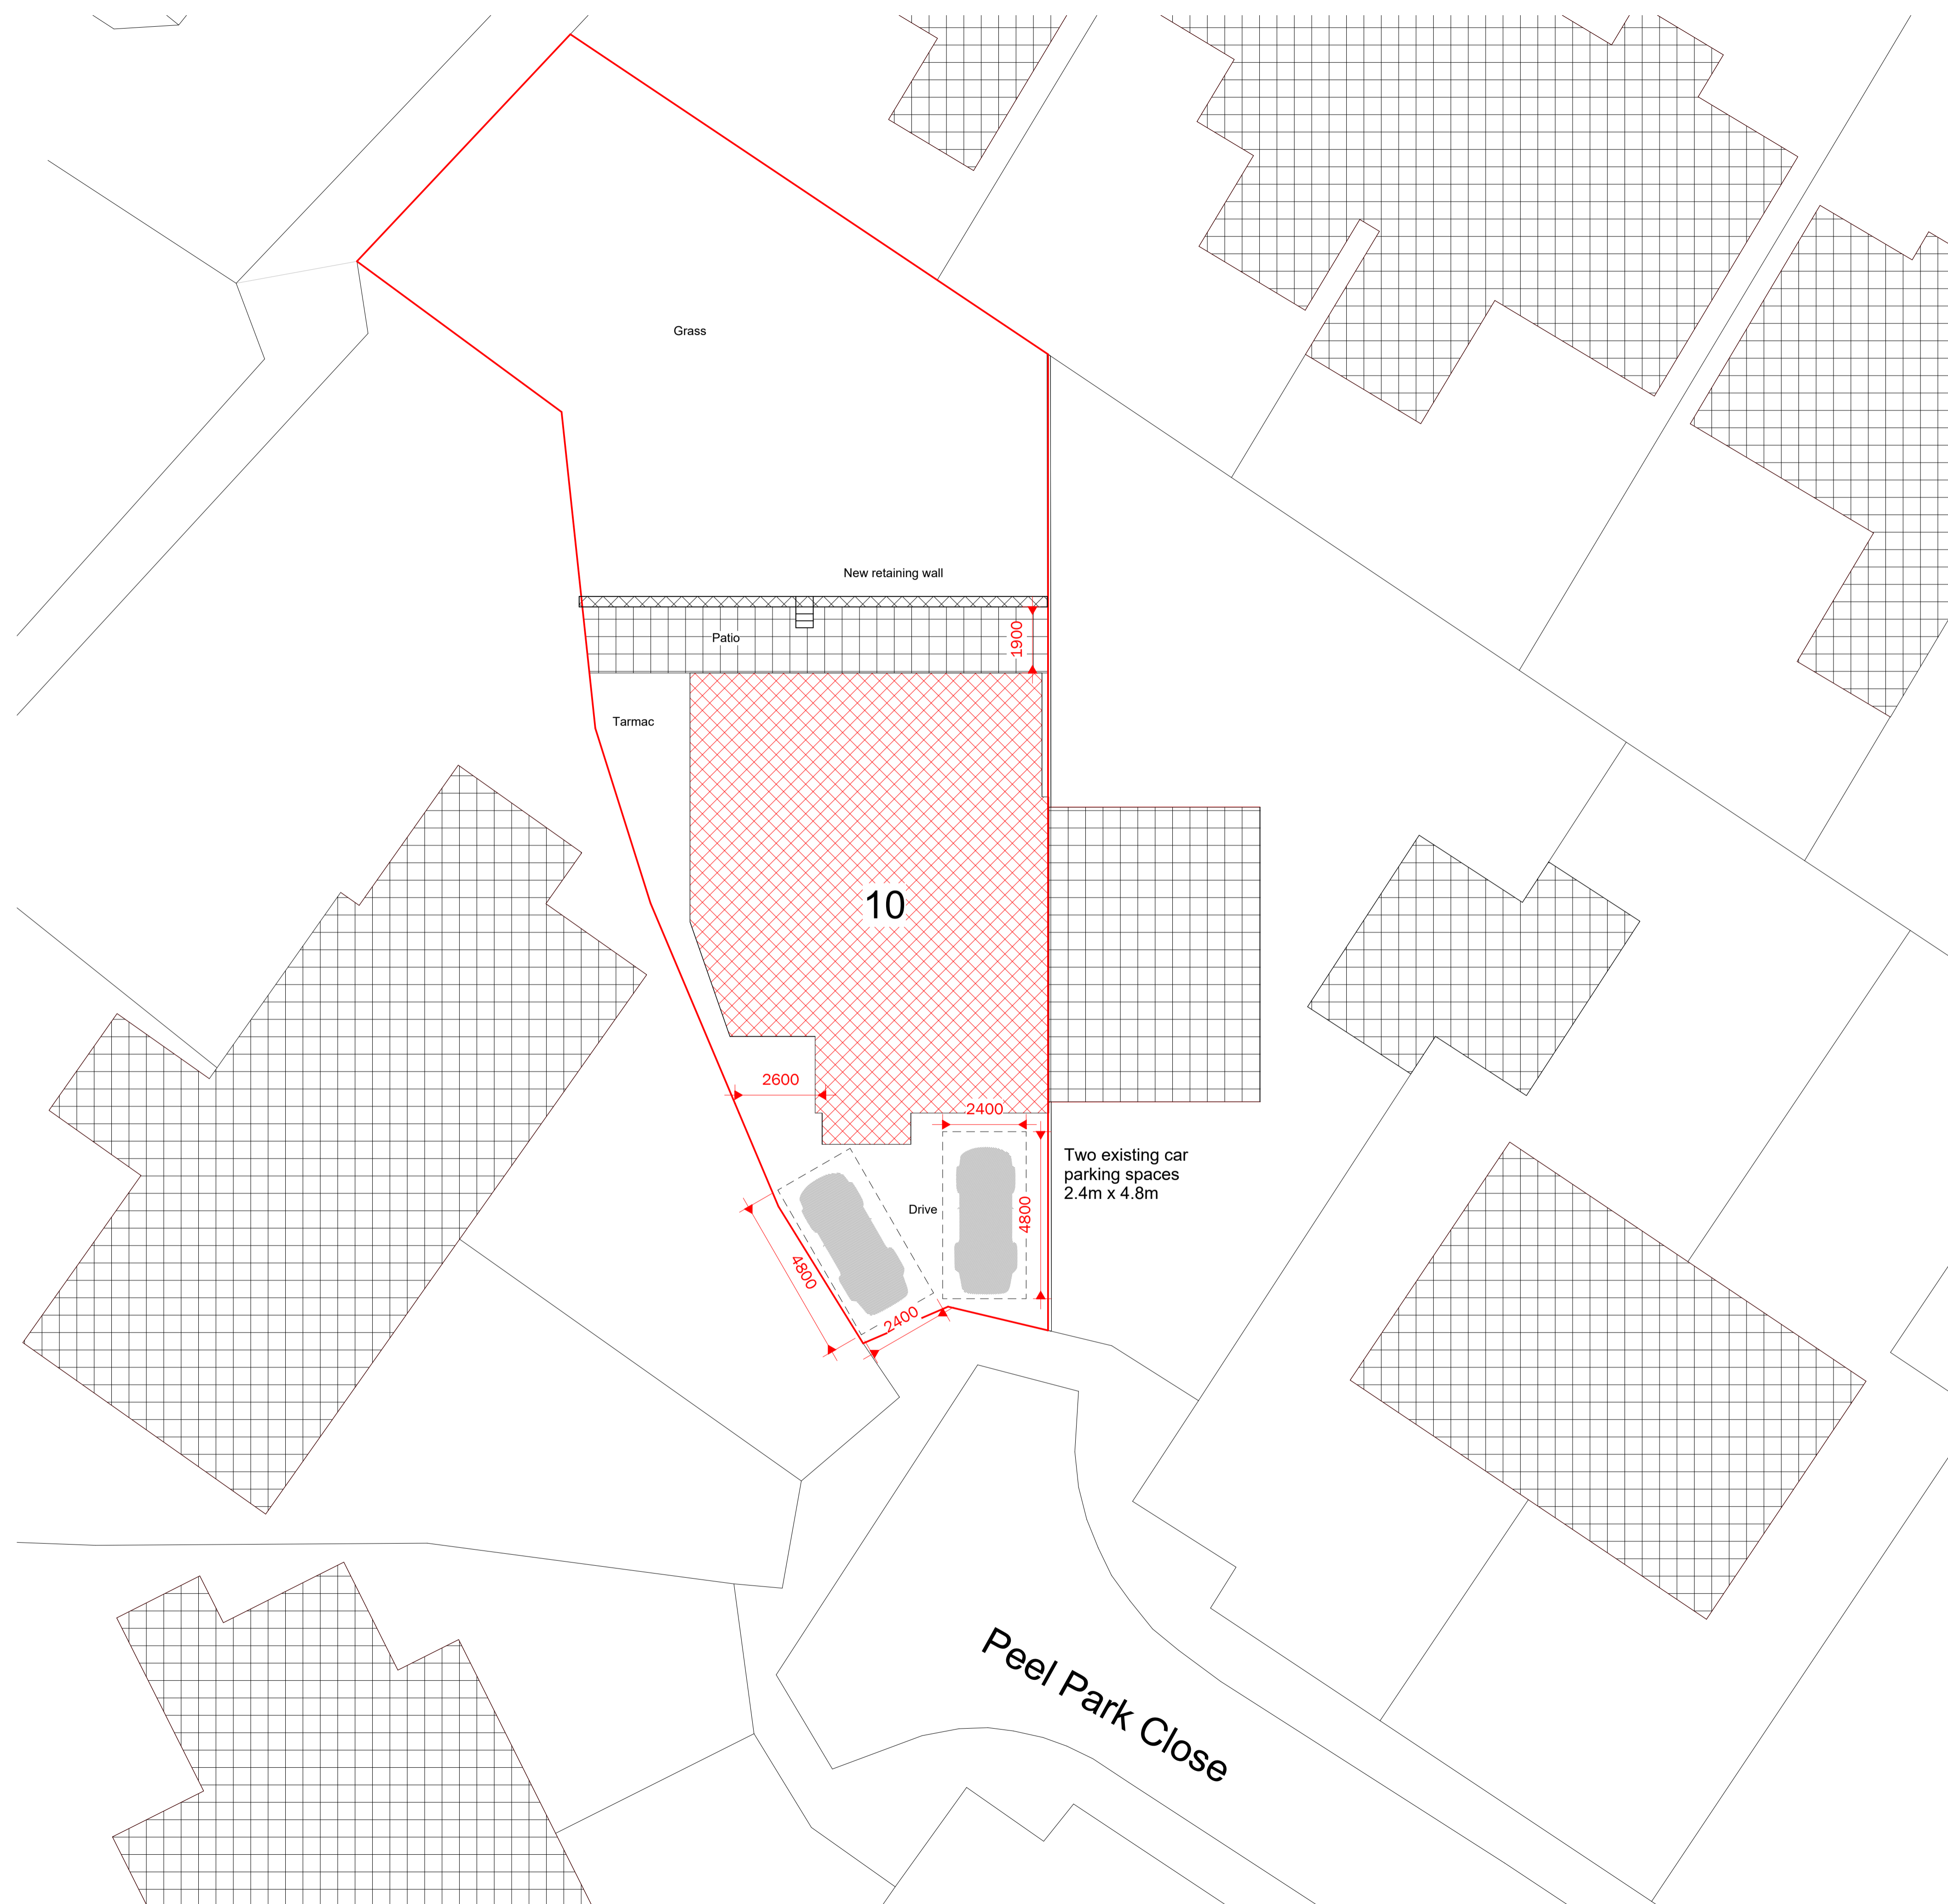 Grass
New retaining wall
Patio
1900
Tarmac
10
2600
2400
Two existing car
parking spaces
2.4m x 4.8m
Drive
4800
4800
2400
Peel Park Close